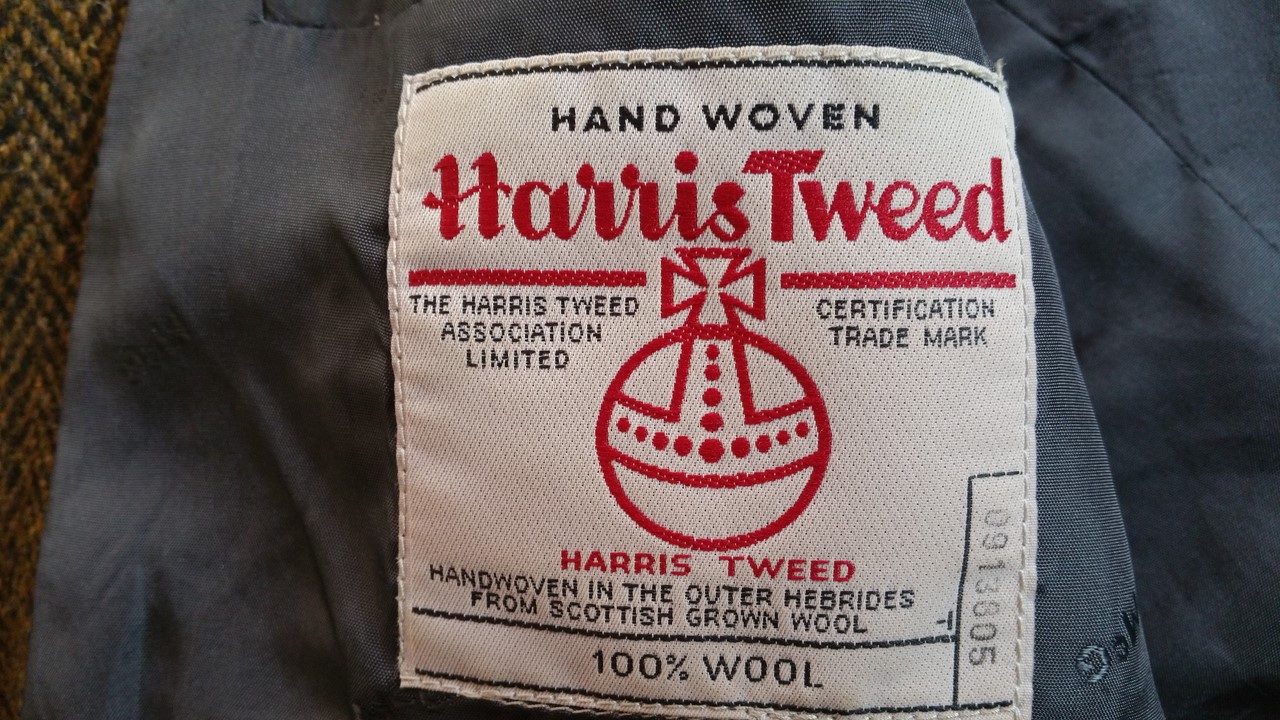 HAND WOVEN
Harris Tweed
THE HARRIS TWEED
ASSOCIATION
LIMITED
CERTIFICATION
TRADE MARK
HARRIS TWEED
HANDWOVEN IN THE OUTER HEBRIDES
FROM SCOTTISH GROWN WOOL
100% WOOL